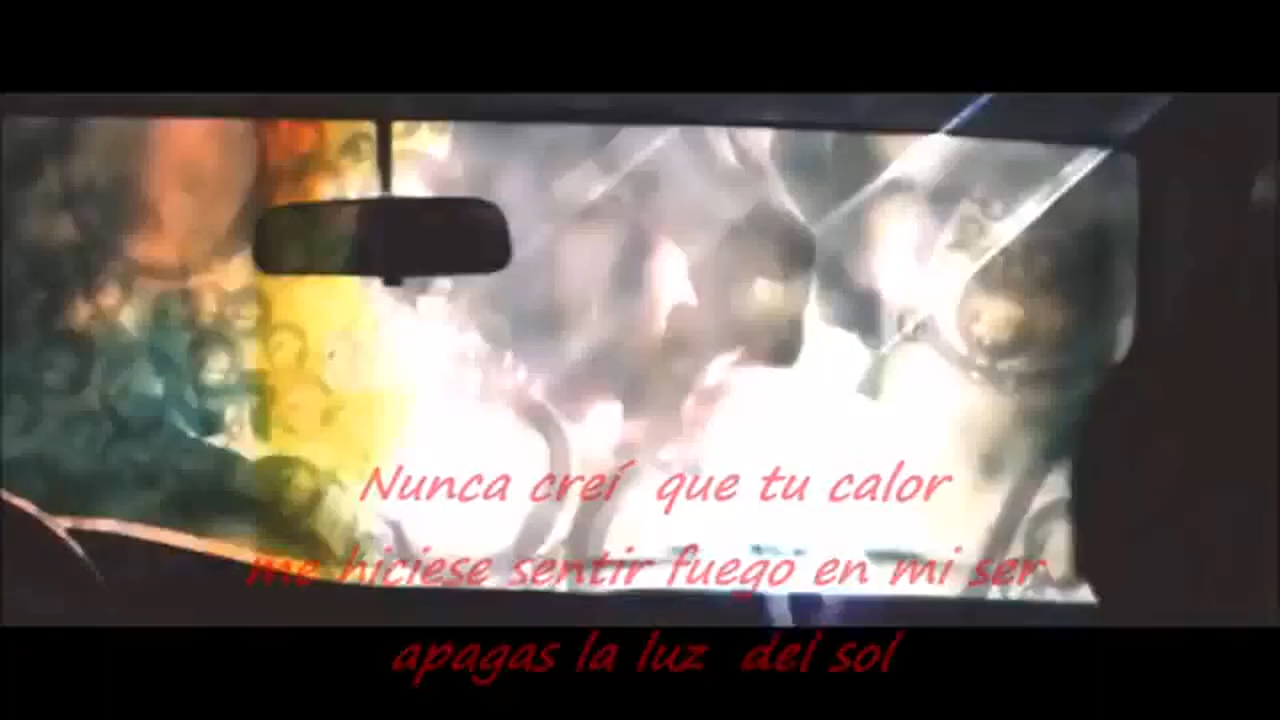 Nunca creí que tu calor
me hiciese sentir fuego en mi ser
apagas la luz del sol